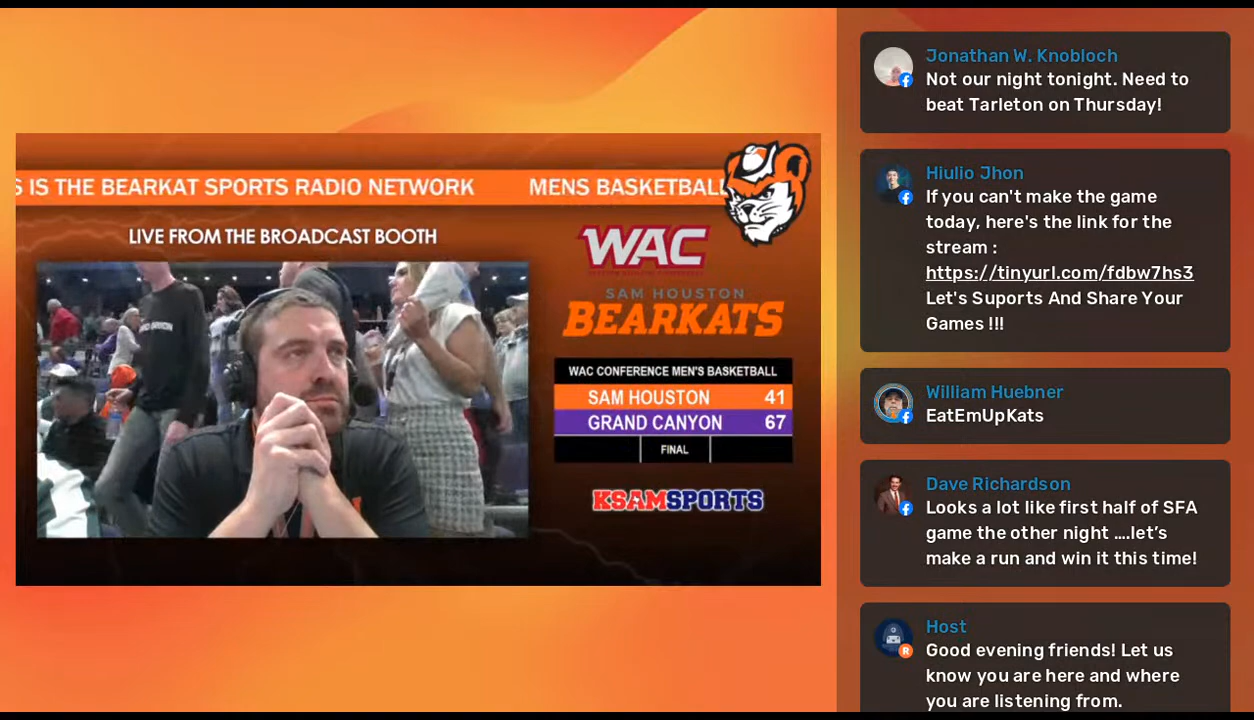 S IS THE BEARKAT SPORTS RADIO NETWORK MENS BASKETBALL
LIVE FROM THE BROADCAST BOOTH
WAC
SAM HOUSTON
BEARKATS
WAC CONFERENCE MEN'S BASKETBALL
SAM HOUSTON 41
GRAND CANYON 67
FINAL
KSAMSPORTS
Jonathan W. Knobloch
Not our night tonight. Need to
beat Tarleton on Thursday!
Hiulio Jhon
If you can't make the game
today, here's the link for the
stream :
https://tinyurl.com/fdbw7hs3
Let's Suports And Share Your
Games !!!
William Huebner
EatEmUpKats
Dave Richardson
Looks a lot like first half of SFA
game the other night ....let's
make a run and win it this time!
Host
Good evening friends! Let us
know you are here and where
you are listening from.